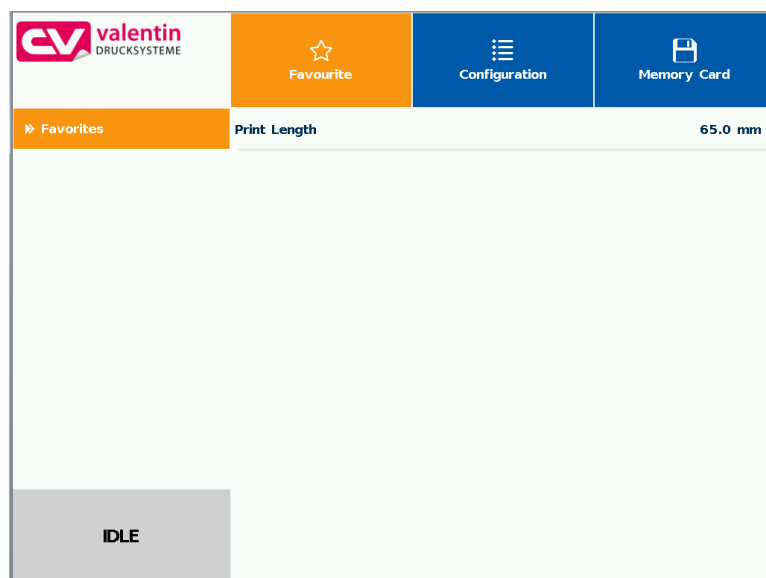 valentin
DRUCKSYSTEME
Favourite
Configuration
Memory Card
Favorites
Print Length 65.0 mm
IDLE